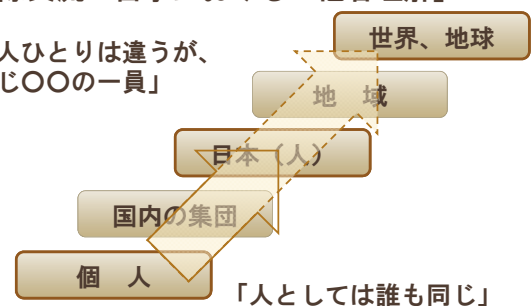 世界、地球
人ひとりは違うが、
じ〇〇の一員」
地　域
日本（人）
国内の集団
個　人
「人としては誰も同じ」